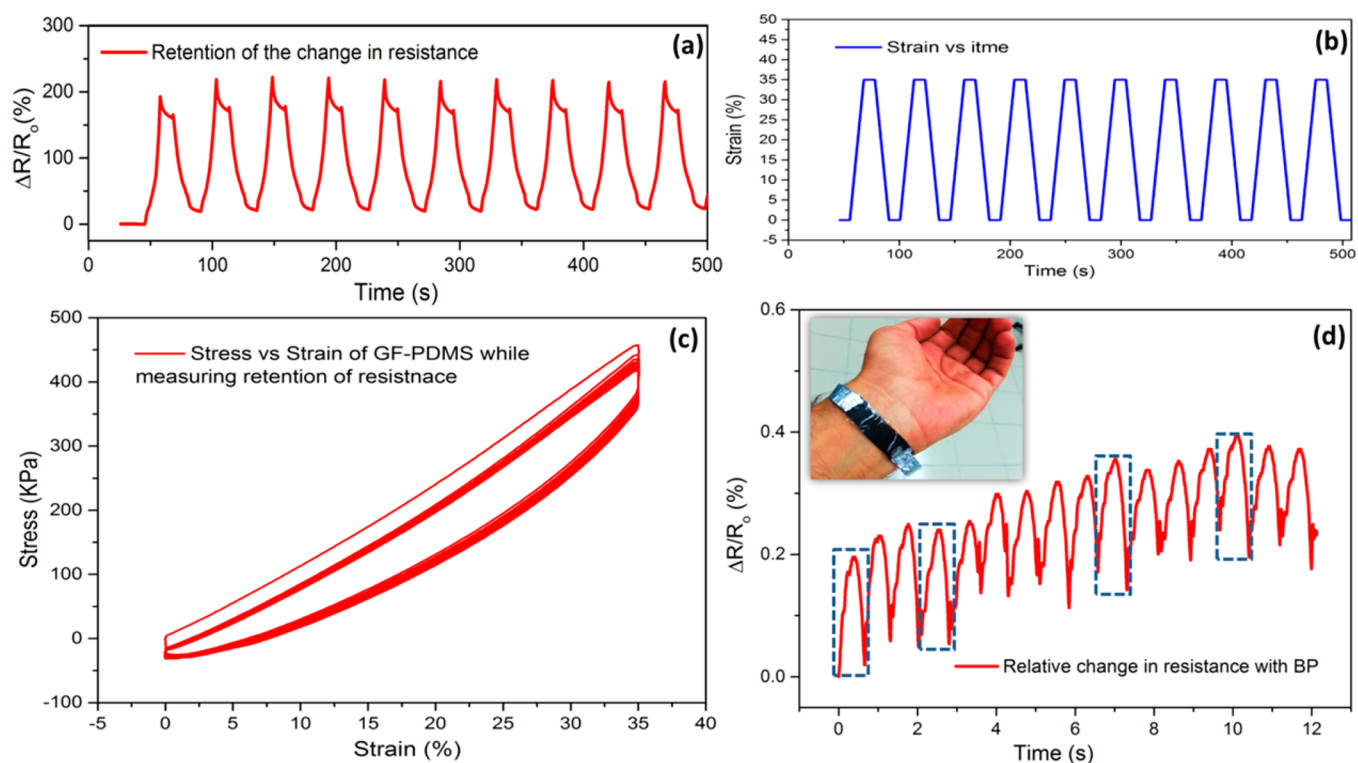 (a)
Retention of the change in resistance
ΔR/Ro(%)
300
200
100
0
0 100 200 300 400 500
Time (s)
(b)
Strain vs itme
Strain (%)
50
45
40
35
30
25
20
15
10
5
0
-5
0 50 100 150 200 250 300 350 400 450 500
Time (s)
(c)
Stress vs Strain of GF-PDMS while
measuring retention of resistnace
Stress (KPa)
500
400
300
200
100
0
-100
-5 0 5 10 15 20 25 30 35 40
Strain (%)
(d)
ΔR/Ro (%)
0.6
0.4
0.2
0.0
Relative change in resistance with BP
0 2 4 6 8 10 12
Time (s)